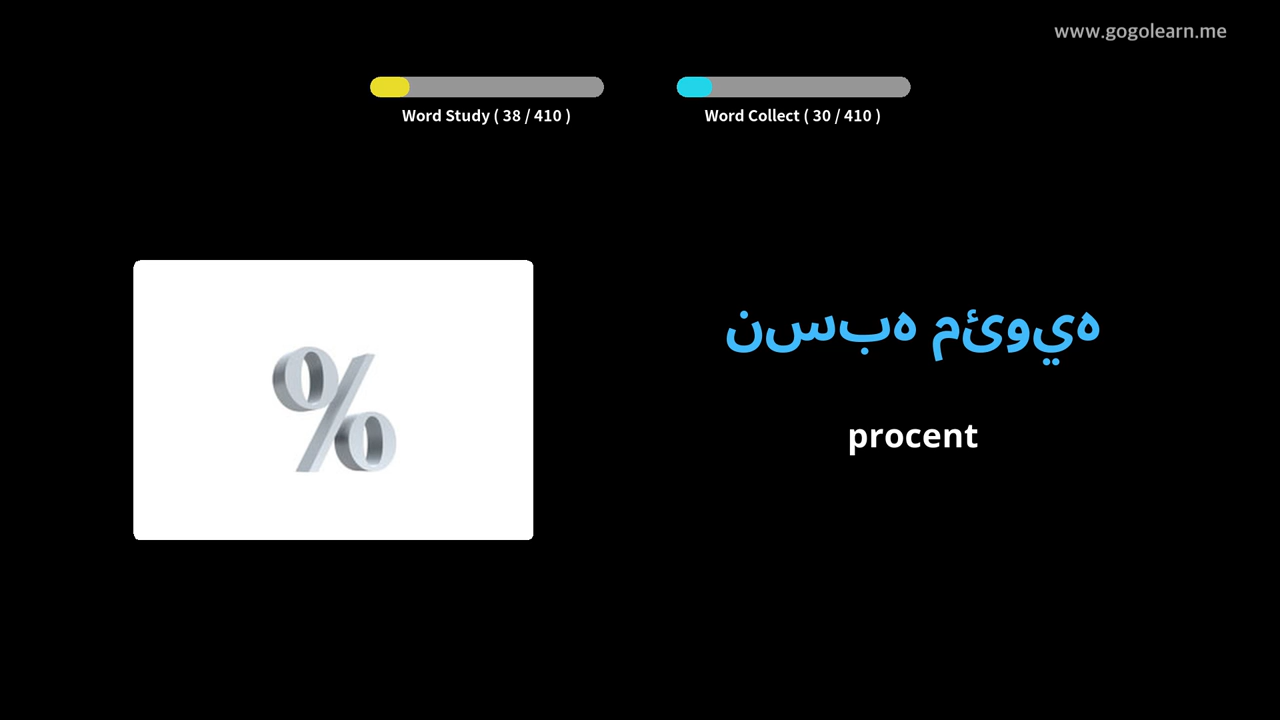 www.gogolearn.me
Word Study ( 38 / 410 )
Word Collect ( 30 / 410 )
%
نسبه مئويه
procent